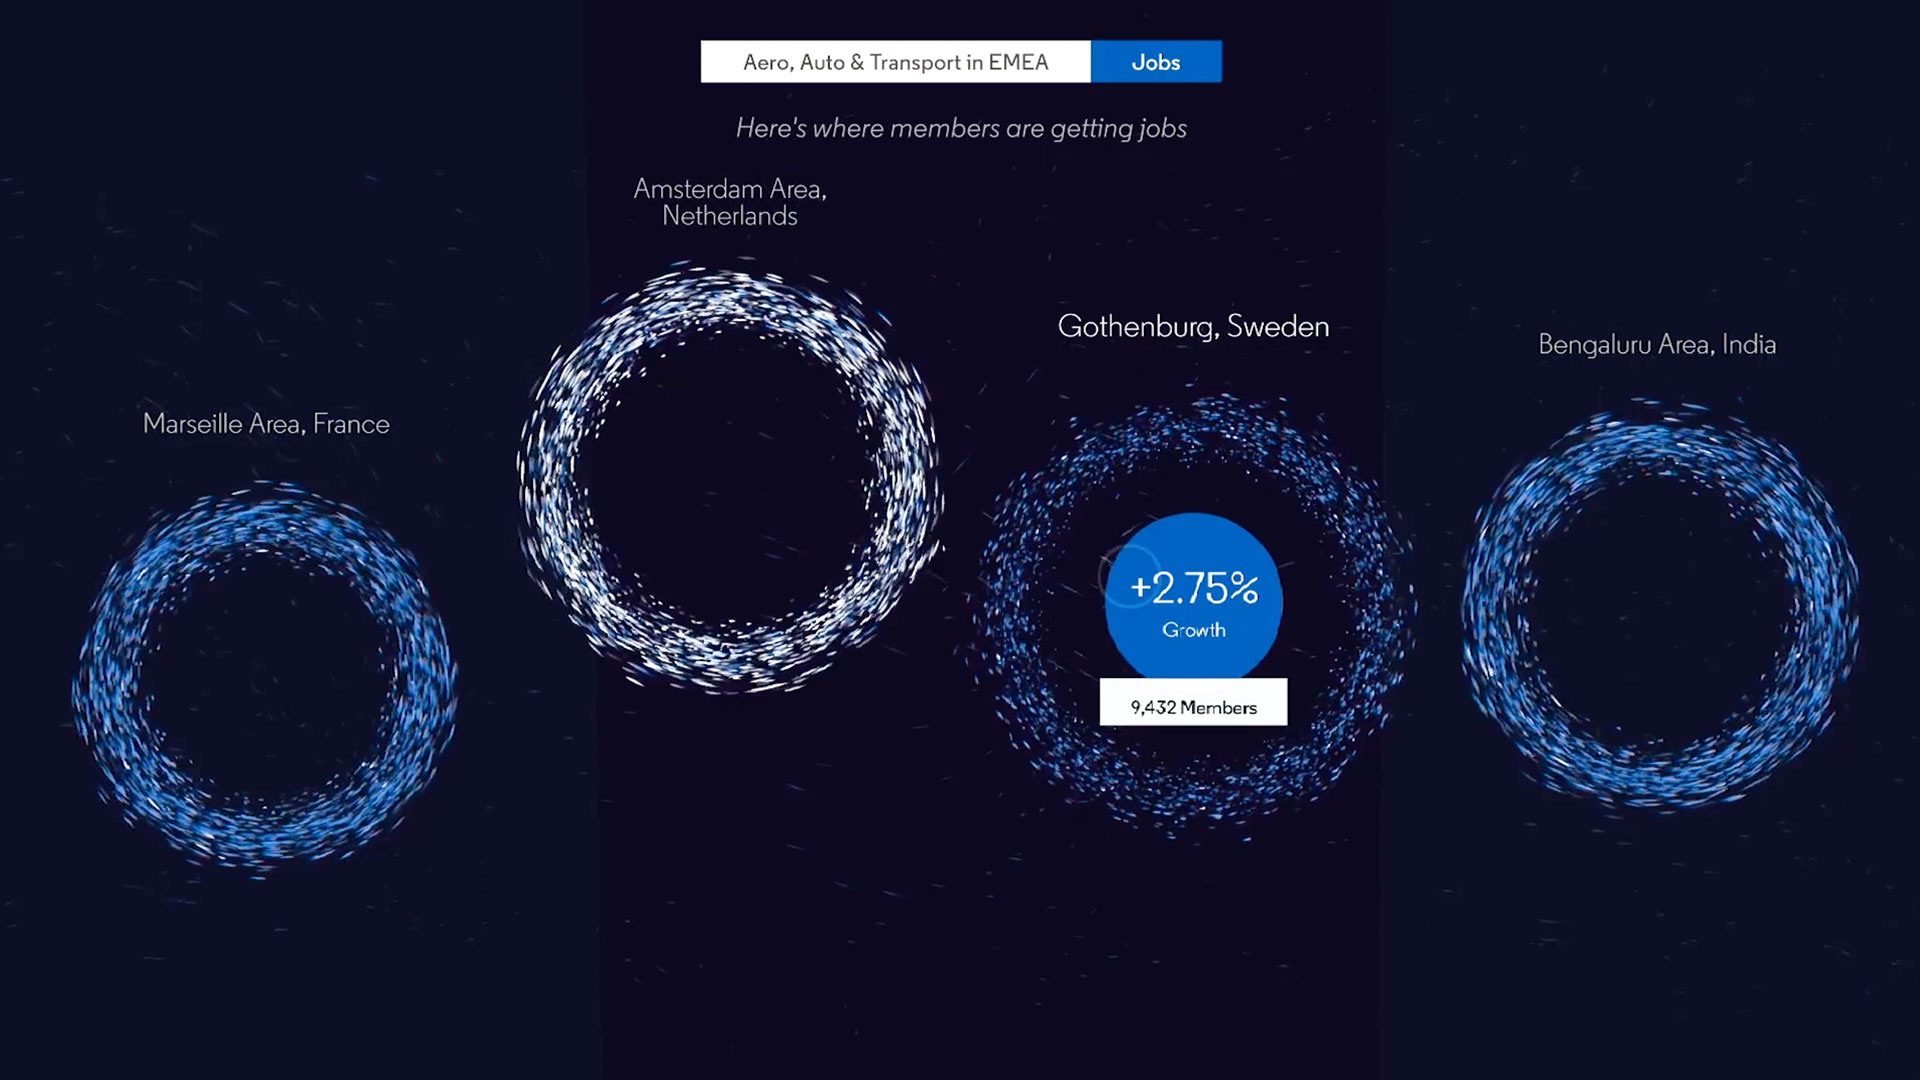 Aero, Auto & Transport in EMEA Jobs
Here's where members are getting jobs
Amsterdam Area,
Netherlands
Gothenburg, Sweden
Bengaluru Area, India
Marseille Area, France
+2.75%
Growth
9,432 Members